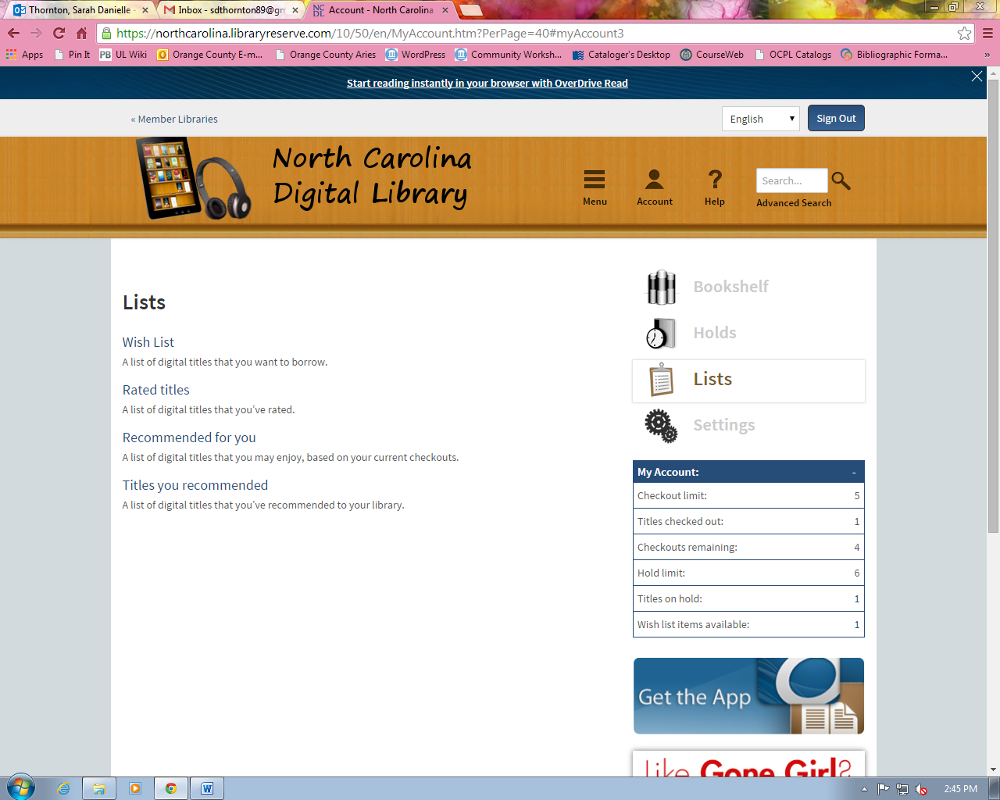 Thornton, Sarah Danielle -
Inbox - sdthornton89@gm
Account - North Carolina
https://northcarolina.libraryreserve.com/10/50/en/MyAccount.htm?PerPage=40#myAccount3
Apps
Pin It
PB UL Wiki
Orange County E-m...
Orange County Aries
WordPress
Community Worksh...
Cataloger's Desktop
CourseWeb
OCPL Catalogs
Bibliographic Forma...
»
Start reading instantly in your browser with OverDrive Read
« Member Libraries
English
Sign Out
North Carolina
Digital Library
Menu
Account
Help
Search...
Advanced Search
Lists
Wish List
A list of digital titles that you want to borrow.
Rated titles
A list of digital titles that you've rated.
Recommended for you
A list of digital titles that you may enjoy, based on your current checkouts.
Titles you recommended
A list of digital titles that you've recommended to your library.
Bookshelf
Holds
Lists
Settings
My Account: -
Checkout limit: 5
Titles checked out: 1
Checkouts remaining: 4
Hold limit: 6
Titles on hold: 1
Wish list items available: 1
Get the App
Like Gone Girl?
2:45 PM